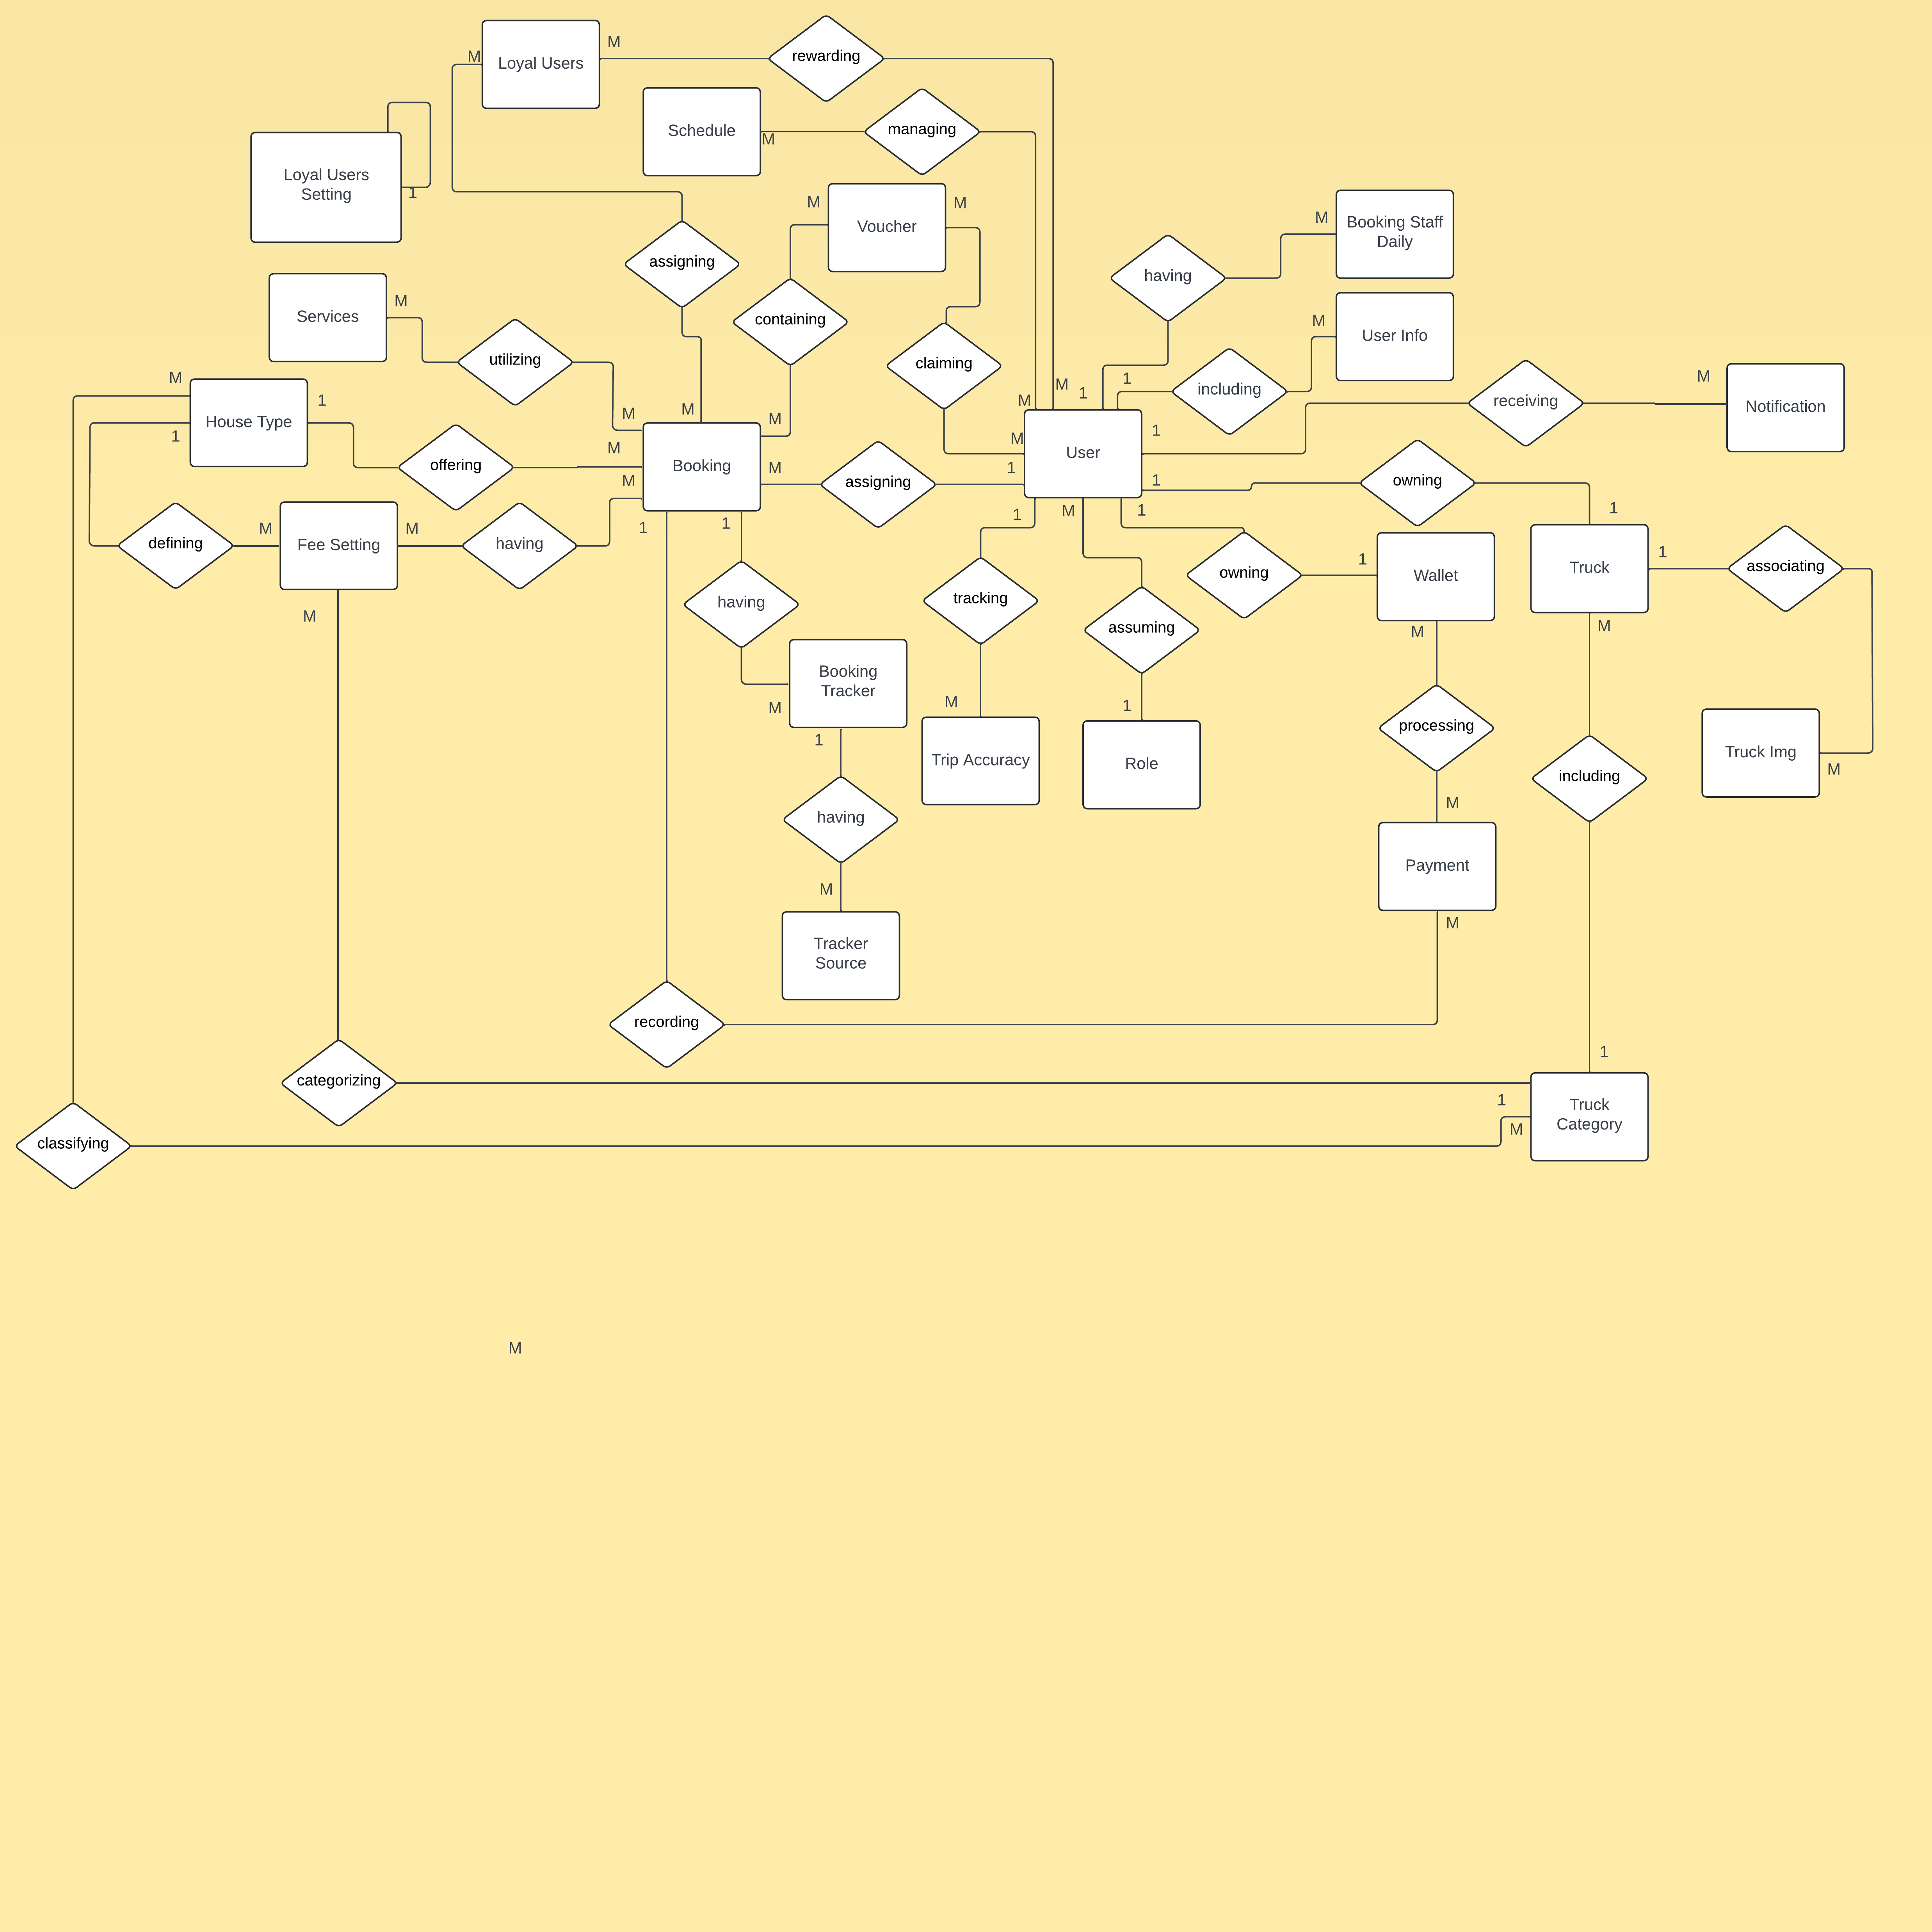 M
Loyal Users
M
rewarding
Schedule
M
managing
Loyal Users
Setting
1
assigning
M
Voucher
M
containing
claiming
having
M
Booking Staff
Daily
Services
M
utilizing
including
M
User Info
receiving
M
Notification
M
House Type
1
1
offering
M
M
M
M
M
Booking
M
assigning
M
M
1
1
M
1
User
1
1
owning
defining
M
Fee Setting
M
having
M
1
1
having
1
tracking
M
assuming
1
owning
1
Wallet
1
Truck
1
associating
M
Booking
Tracker
M
1
M
Trip Accuracy
1
Role
M
processing
M
including
Truck Img
M
having
M
Payment
M
M
Tracker
Source
recording
categorizing
1
1
M
Truck
Category
classifying
M